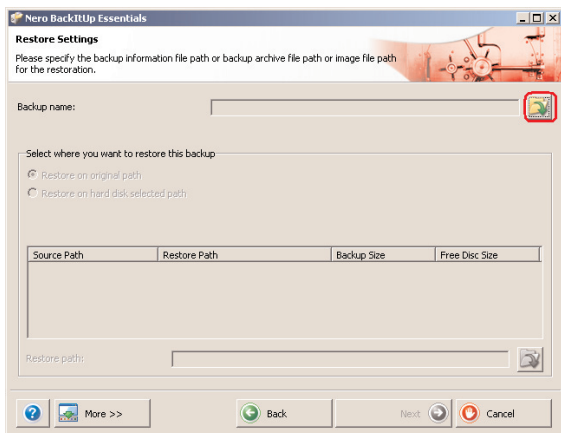 Nero BackItUp Essentials
Restore Settings
Please specify the backup information file path or backup archive file path or image file path
for the restoration.
Backup name:
Select where you want to restore this backup
Restore on original path
Restore on hard disk selected path
Source Path Restore Path Backup Size Free Disc Size
Restore path:
? More >> Back Next Cancel